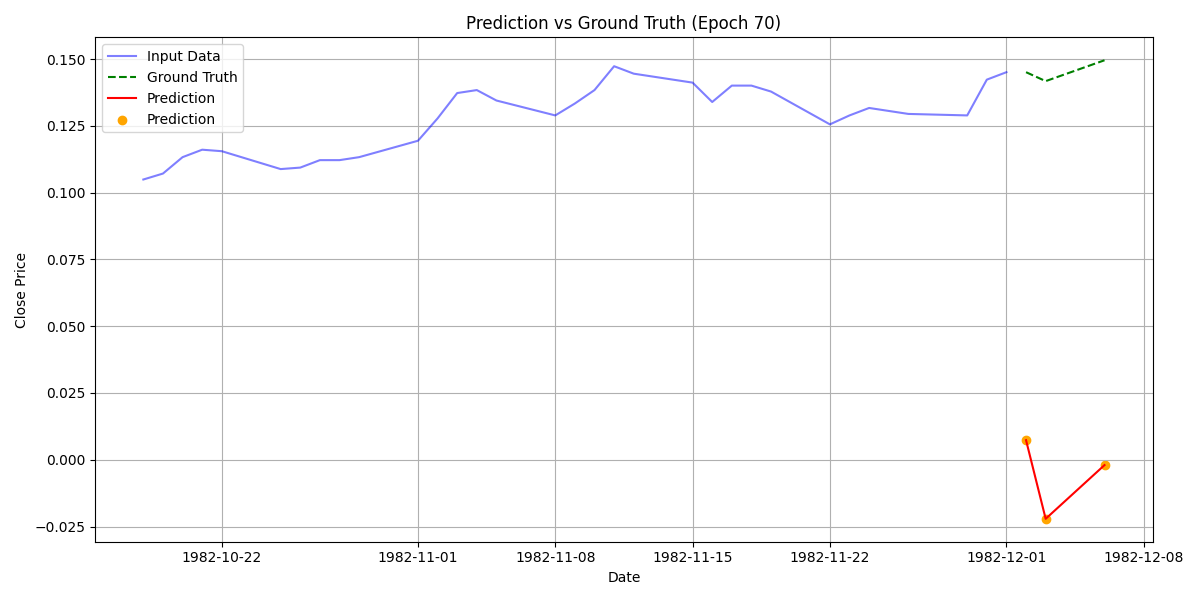 Prediction vs Ground Truth (Epoch 70)
Input Data
Ground Truth
Prediction
Prediction
Close Price
0.150
0.125
0.100
0.075
0.050
0.025
0.000
−0.025
1982-10-22 1982-11-01 1982-11-08 1982-11-15 1982-11-22 1982-12-01 1982-12-08
Date